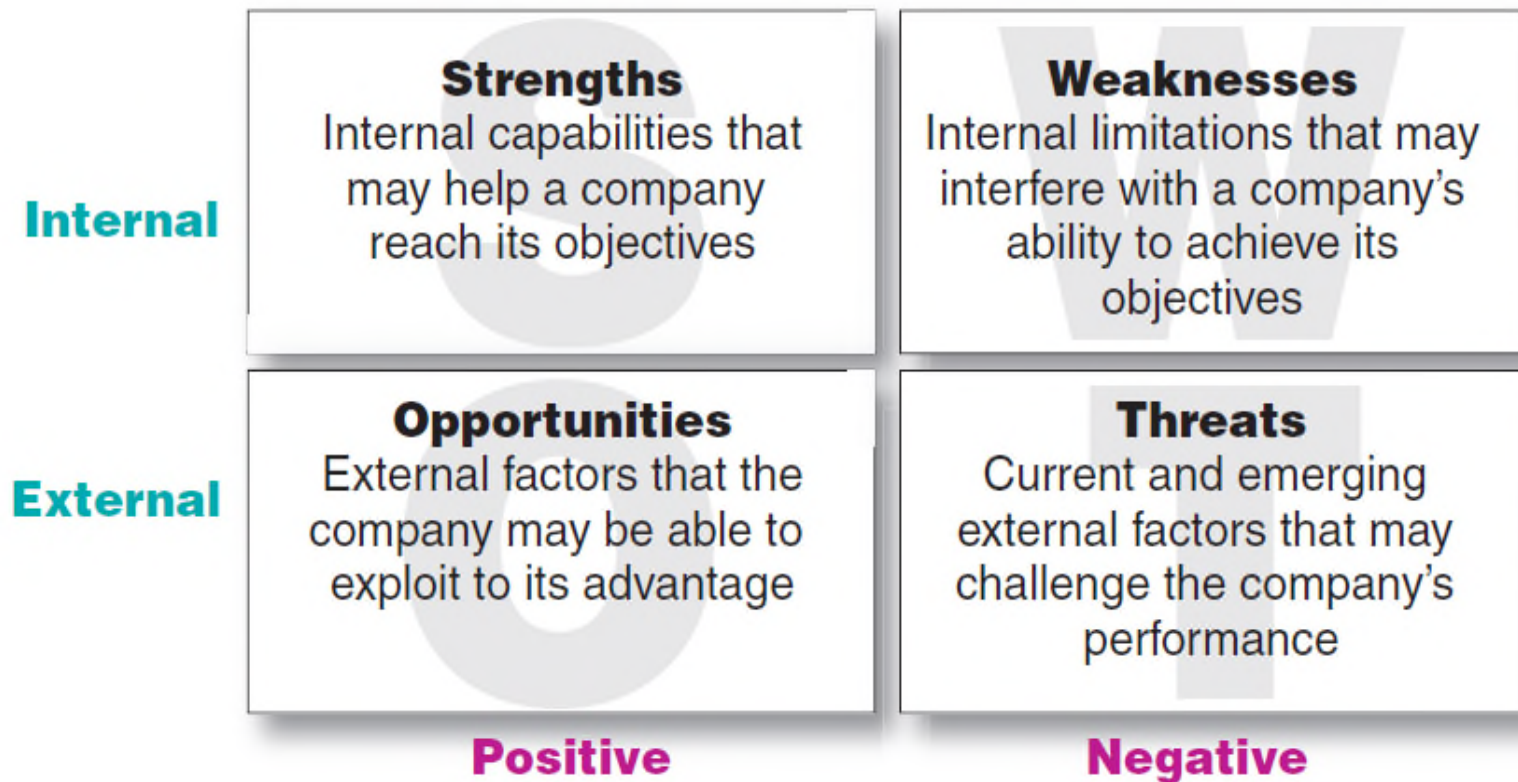 Strengths
Internal capabilities that
may help a company
reach its objectives
Weaknesses
Internal limitations that may
interfere with a company's
ability to achieve its
objectives
Internal
Opportunities
External factors that the
company may be able to
exploit to its advantage
Threats
Current and emerging
external factors that may
challenge the company's
performance
External
Positive
Negative
S
W
O
T